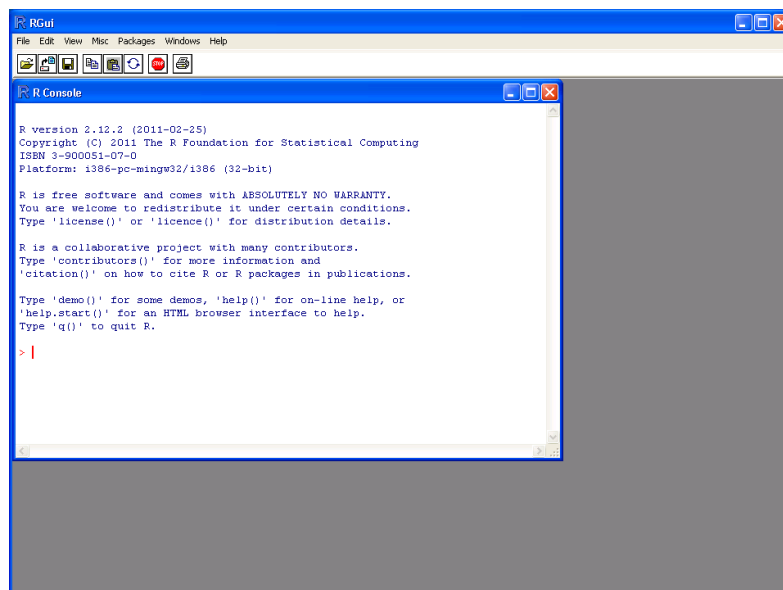 RGui
File Edit View Misc Packages Windows Help
STOP
R Console
R version 2.12.2 (2011-02-25)
Copyright (C) 2011 The R Foundation for Statistical Computing
ISBN 3-900051-07-0
Platform: i386-pc-mingw32/i386 (32-bit)
R is free software and comes with ABSOLUTELY NO WARRANTY.
You are welcome to redistribute it under certain conditions.
Type 'license()' or 'licence()' for distribution details.
R is a collaborative project with many contributors.
Type 'contributors()' for more information and
'citation()' on how to cite R or R packages in publications.
Type 'demo()' for some demos, 'help()' for on-line help, or
'help.start()' for an HTML browser interface to help.
Type 'q()' to quit R.
>